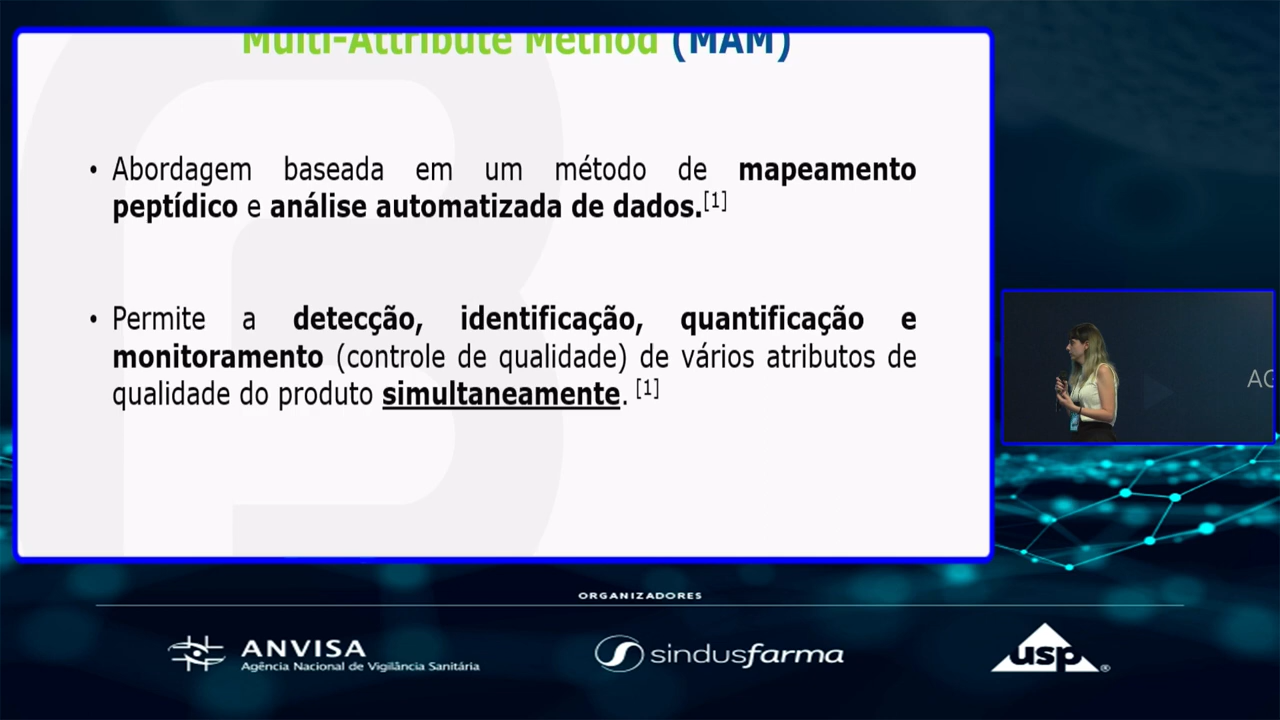 Multi-Attribute Method (MAM)
• Abordagem baseada em um método de mapeamento
peptídico e análise automatizada de dados.[1]
• Permite a detecção, identificação, quantificação e
monitoramento (controle de qualidade) de vários atributos de
qualidade do produto simultaneamente. [1]
AG
ORGANIZADORES
ANVISA
Agência Nacional de Vigilância Sanitária
sindusfarma
usp®